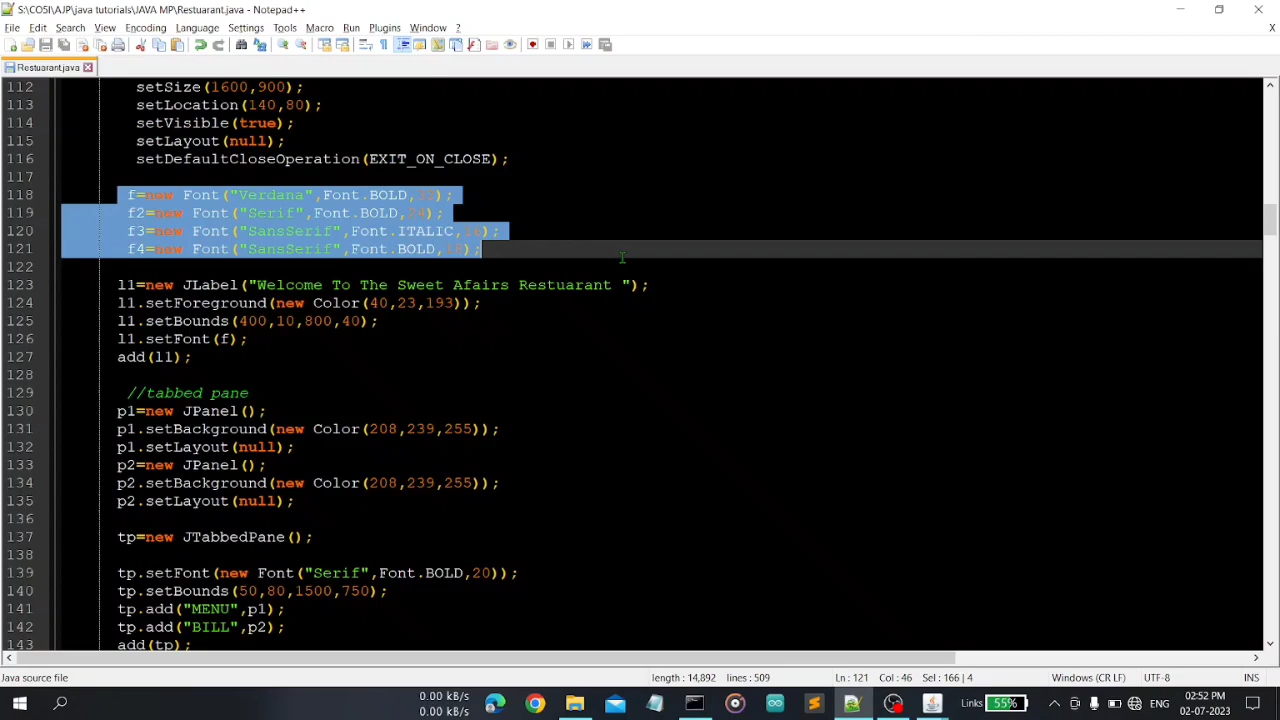 S:\CO5I\AJP\java tutorials\JAVA MP\Restuarant.java - Notepad++
File Edit Search View Encoding Language Settings Tools Macro Run Plugins Window ?
X
Restuarant.java
112 setSize(1600,900);
113 setLocation(140,80);
114 setVisible(true);
115 setLayout(null);
116 setDefaultCloseOperation(EXIT_ON_CLOSE);
117
118 f=new Font("Verdana",Font.BOLD,30);
119 f2=new Font("Serif",Font.BOLD,24);
120 f3=new Font("SansSerif",Font.ITALIC,16);
121 f4=new Font("SansSerif",Font.BOLD,18);
122
123 l1=new JLabel("Welcome To The Sweet Afairs Restuarant ");
124 l1.setForeground(new Color(40,23,193));
125 l1.setBounds(400,10,800,40);
126 l1.setFont(f);
127 add(l1);
128
129 //tabbed pane
130 p1=new JPanel();
131 p1.setBackground(new Color(208,239,255));
132 p1.setLayout(null);
133 p2=new JPanel();
134 p2.setBackground(new Color(208,239,255));
135 p2.setLayout(null);
136
137 tp=new JTabbedPane();
138
139 tp.setFont(new Font("Serif",Font.BOLD,20));
140 tp.setBounds(50,80,1500,750);
141 tp.add("MENU",p1);
142 tp.add("BILL",p2);
143 add(tp);
Java source file length : 14,892 lines : 509 Ln : 121 Col : 46 Sel : 166 | 4 Windows (CR LF) UTF-8 INS
0.00 kB/s
0.00 kB/s
Links 55% ENG
02:52 PM
02-07-2023